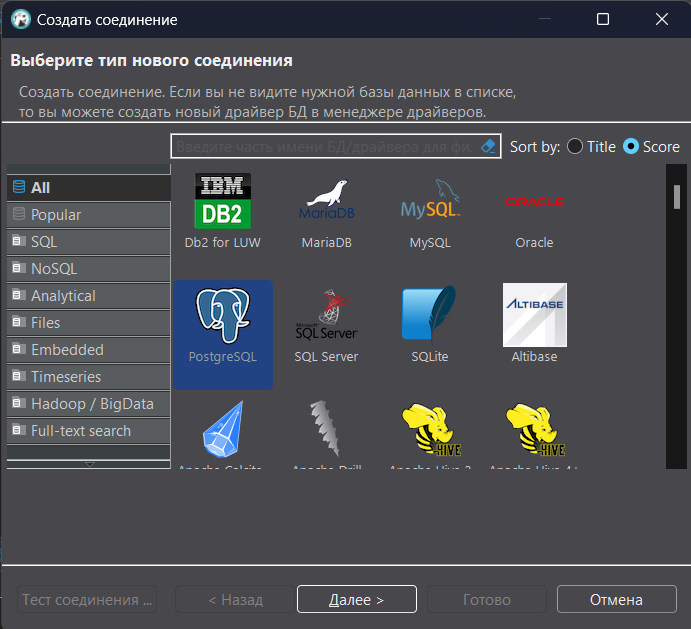 Создать соединение
Выберите тип нового соединения
Создать соединение. Если вы не видите нужной базы данных в списке,
то вы можете создать новый драйвер БД в менеджере драйверов.
Введите часть имени БД/драйвера для фи. Sort by: Title Score
All
Popular
SQL
NoSQL
Analytical
Files
Embedded
Timeseries
Hadoop / BigData
Full-text search
IBM
DB2
MariaDB
MySQL
ORACLE
Db2 for LUW MariaDB MySQL Oracle
Microsoft
SQL Server
ALTIBASE
PostgreSQL SQL Server SQLite Altibase
HIVE HIVE
Apache Calcite Apache Drill Apache Hive 2 Apache Hive 4+
Тест соединения ... < Назад Далее > Готово Отмена